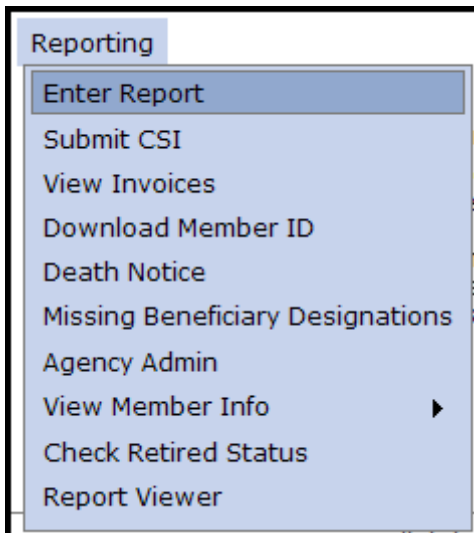 Reporting
Enter Report
Submit CSI
View Invoices
Download Member ID
Death Notice
Missing Beneficiary Designations
Agency Admin
View Member Info
Check Retired Status
Report Viewer